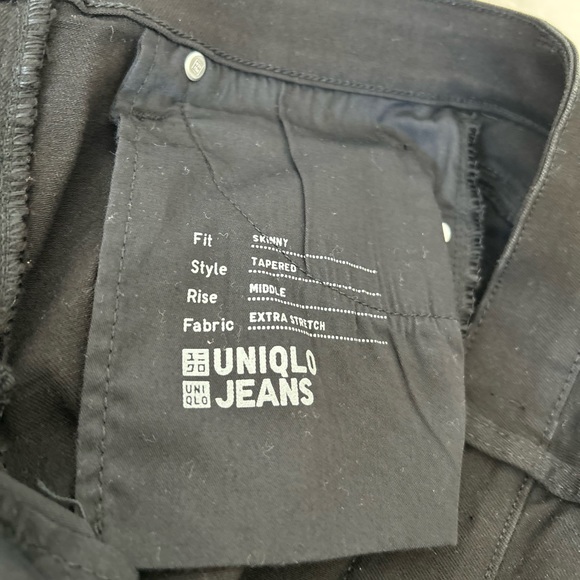 Fit SKINNY
Style TAPERED
Rise MIDDLE
Fabric EXTRA STRETCH
ユニクロ UNIQLO
UNIQLO JEANS